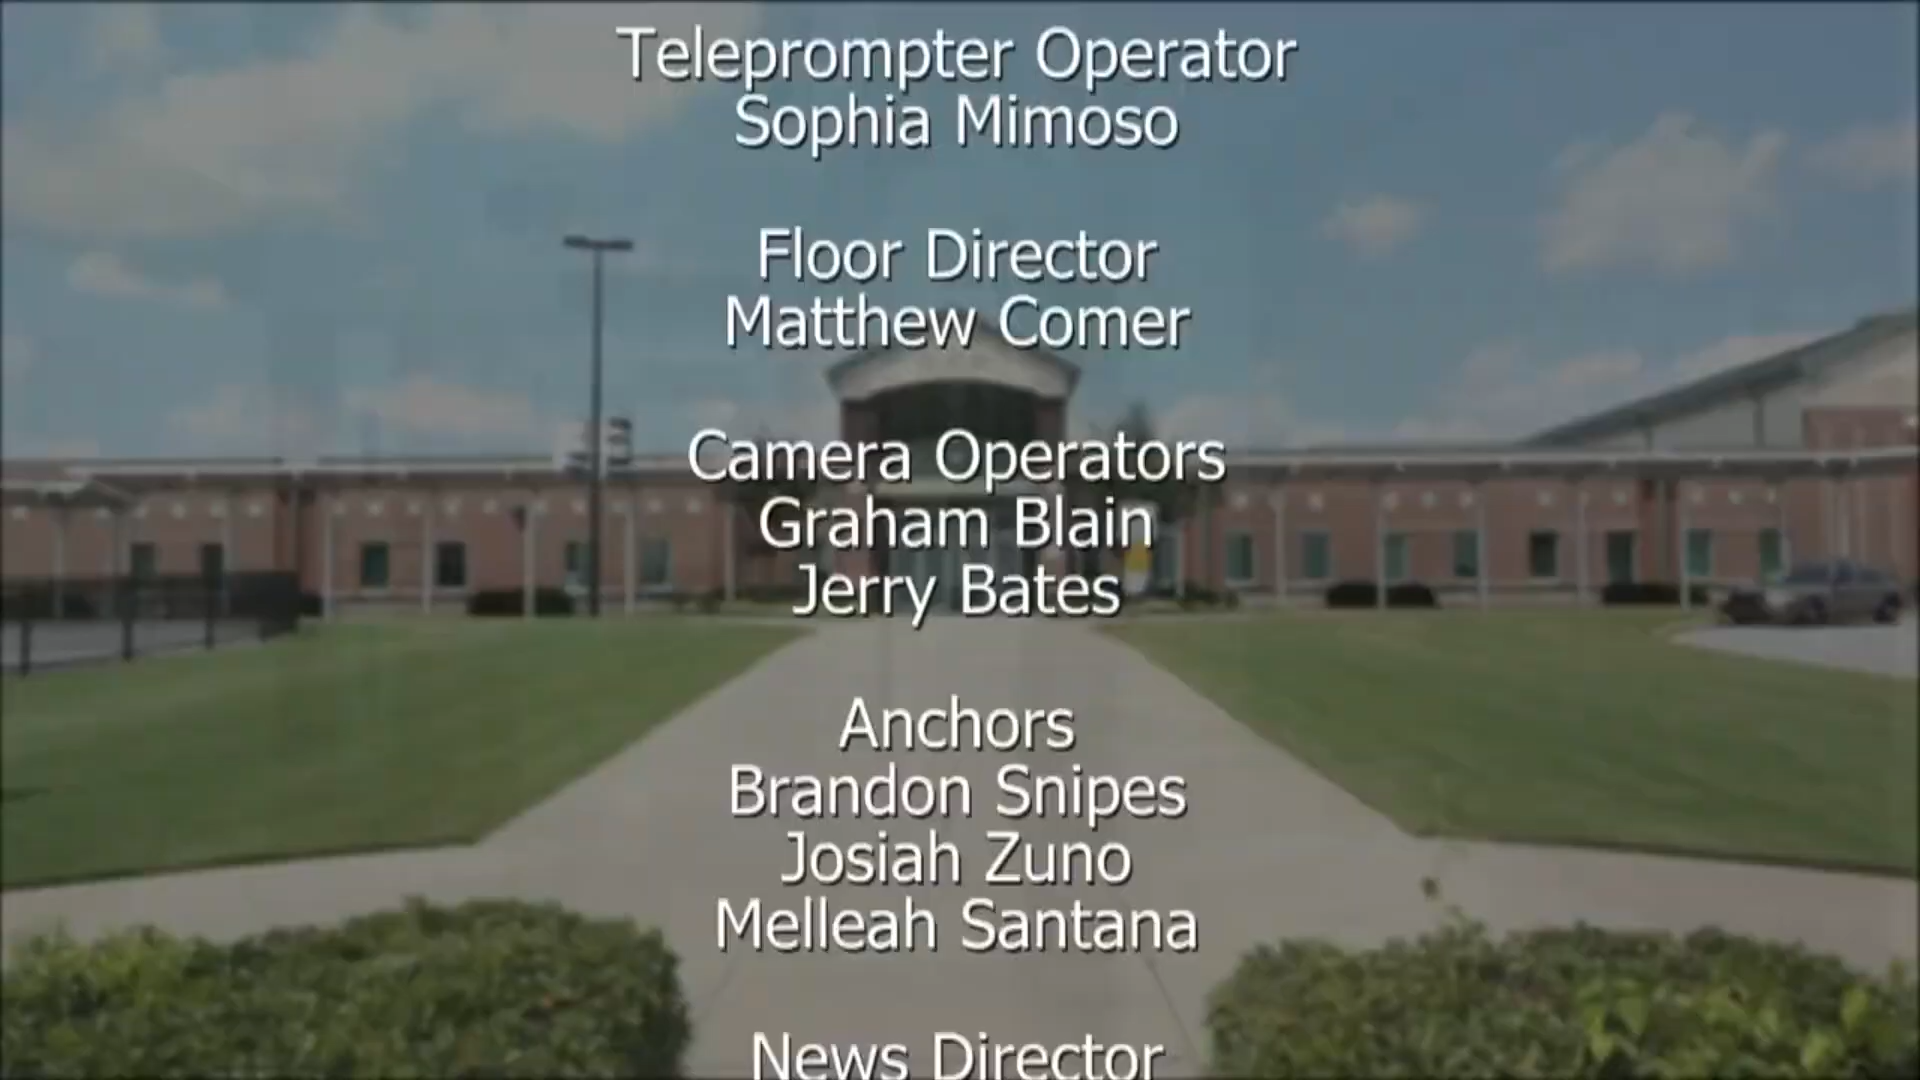 Teleprompter Operator
Sophia Mimoso
Floor Director
Matthew Comer
Camera Operators
Graham Blain
Jerry Bates
Anchors
Brandon Snipes
Josiah Zuno
Melleah Santana
News Director